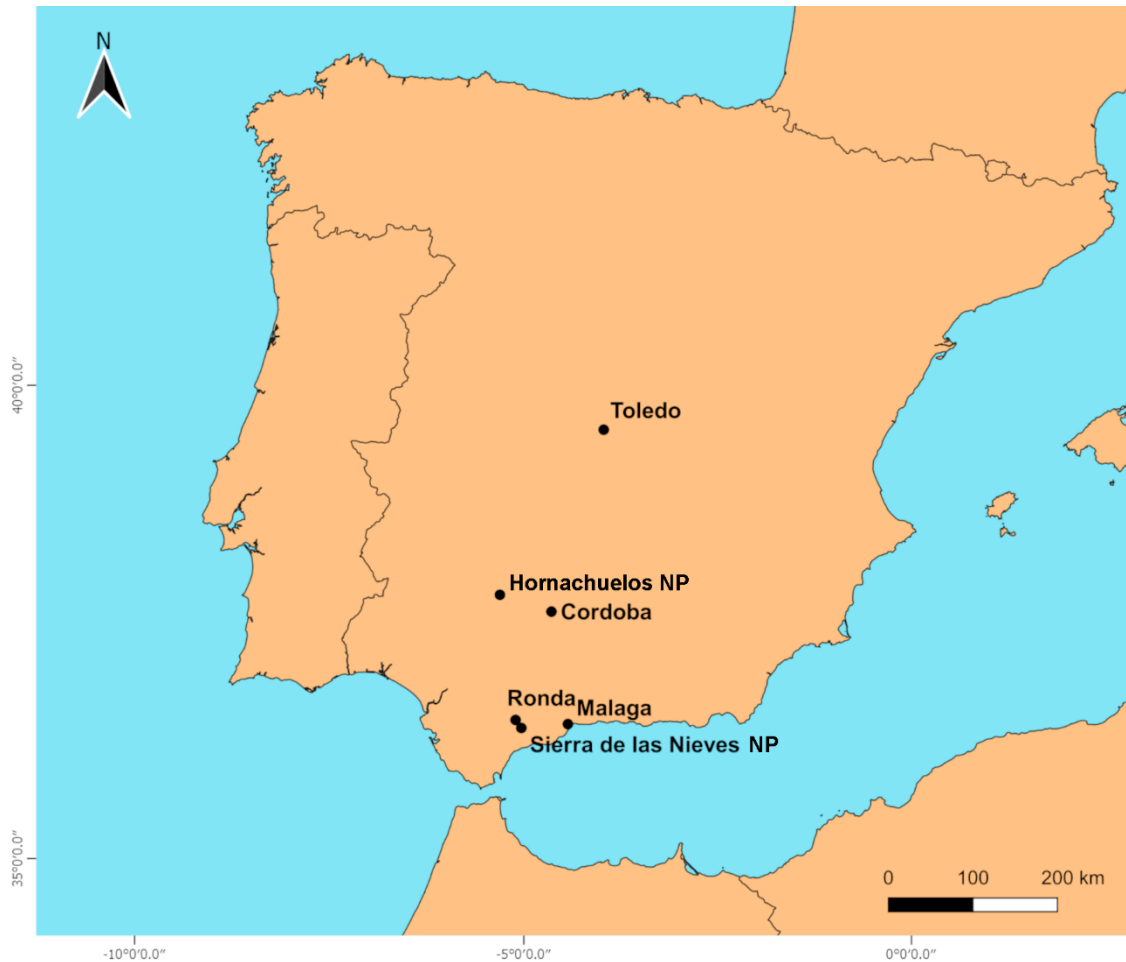 N
40°0'0.0"
Toledo
Hornachuelos NP
Cordoba
Ronda
Malaga
Sierra de las Nieves NP
35°0'0.0"
0 100 200 km
-10°0'0.0" -5°0'0.0" 0°0'0.0"